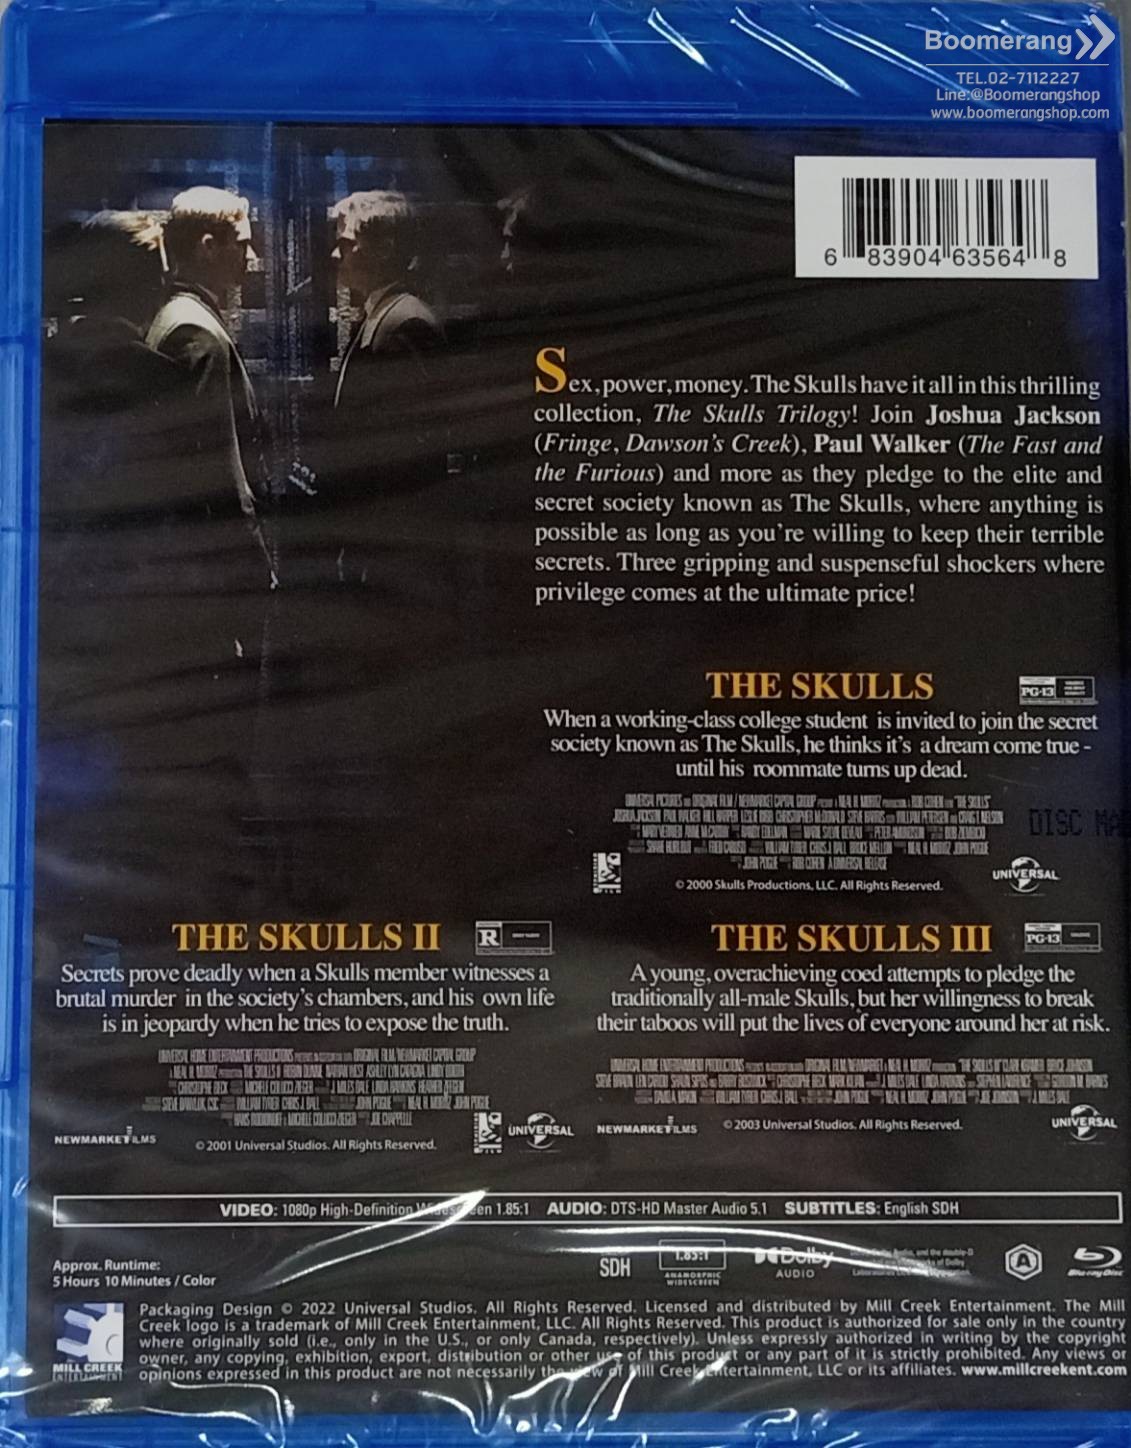 Boomerang
TEL.02-7112227
Line:@Boomerangshop
www.boomerangshop.com
6 83904 63564 8
Sex, power, money. The Skulls have it all in this thrilling
collection, The Skulls Trilogy! Join Joshua Jackson
(Fringe, Dawson's Creek), Paul Walker (The Fast and
the Furious) and more as they pledge to the elite and
secret society known as The Skulls, where anything is
possible as long as you're willing to keep their terrible
secrets. Three gripping and suspenseful shockers where
privilege comes at the ultimate price!
THE SKULLS
PG-13
When a working-class college student is invited to join the secret
society known as The Skulls, he thinks it's a dream come true -
until his roommate turns up dead.
DISC MA
© 2000 Skulls Productions, LLC. All Rights Reserved.
UNIVERSAL
THE SKULLS II
R
Secrets prove deadly when a Skulls member witnesses a
brutal murder in the society's chambers, and his own life
is in jeopardy when he tries to expose the truth.
NEWMARKET FILMS
© 2001 Universal Studios. All Rights Reserved.
UNIVERSAL
THE SKULLS III
PG-13
A young, overachieving coed attempts to pledge the
traditionally all-male Skulls, but her willingness to break
their taboos will put the lives of everyone around her at risk.
NEWMARKET FILMS
© 2003 Universal Studios. All Rights Reserved.
UNIVERSAL
VIDEO: 1080p High-Definition Widescreen 1.85:1 AUDIO: DTS-HD Master Audio 5.1 SUBTITLES: English SDH
Approx. Runtime:
5 Hours 10 Minutes / Color
SDH
1.85:1
ANAMORPHIC
WIDESCREEN
Dolby
AUDIO
A
Blu-ray Disc
MILL CREEK
ENTERTAINMENT
Packaging Design © 2022 Universal Studios. All Rights Reserved. Licensed and distributed by Mill Creek Entertainment. The Mill
Creek logo is a trademark of Mill Creek Entertainment, LLC. All Rights Reserved. This product is authorized for sale only in the country
where originally sold (i.e., only in the U.S., or only Canada, respectively). Unless expressly authorized in writing by the copyright
owner, any copying, exhibition, export, distribution or other use of this product or any part of it is strictly prohibited. Any views or
opinions expressed in this product are not necessarily the view of Mill Creek Entertainment, LLC or its affiliates. www.millcreekent.com